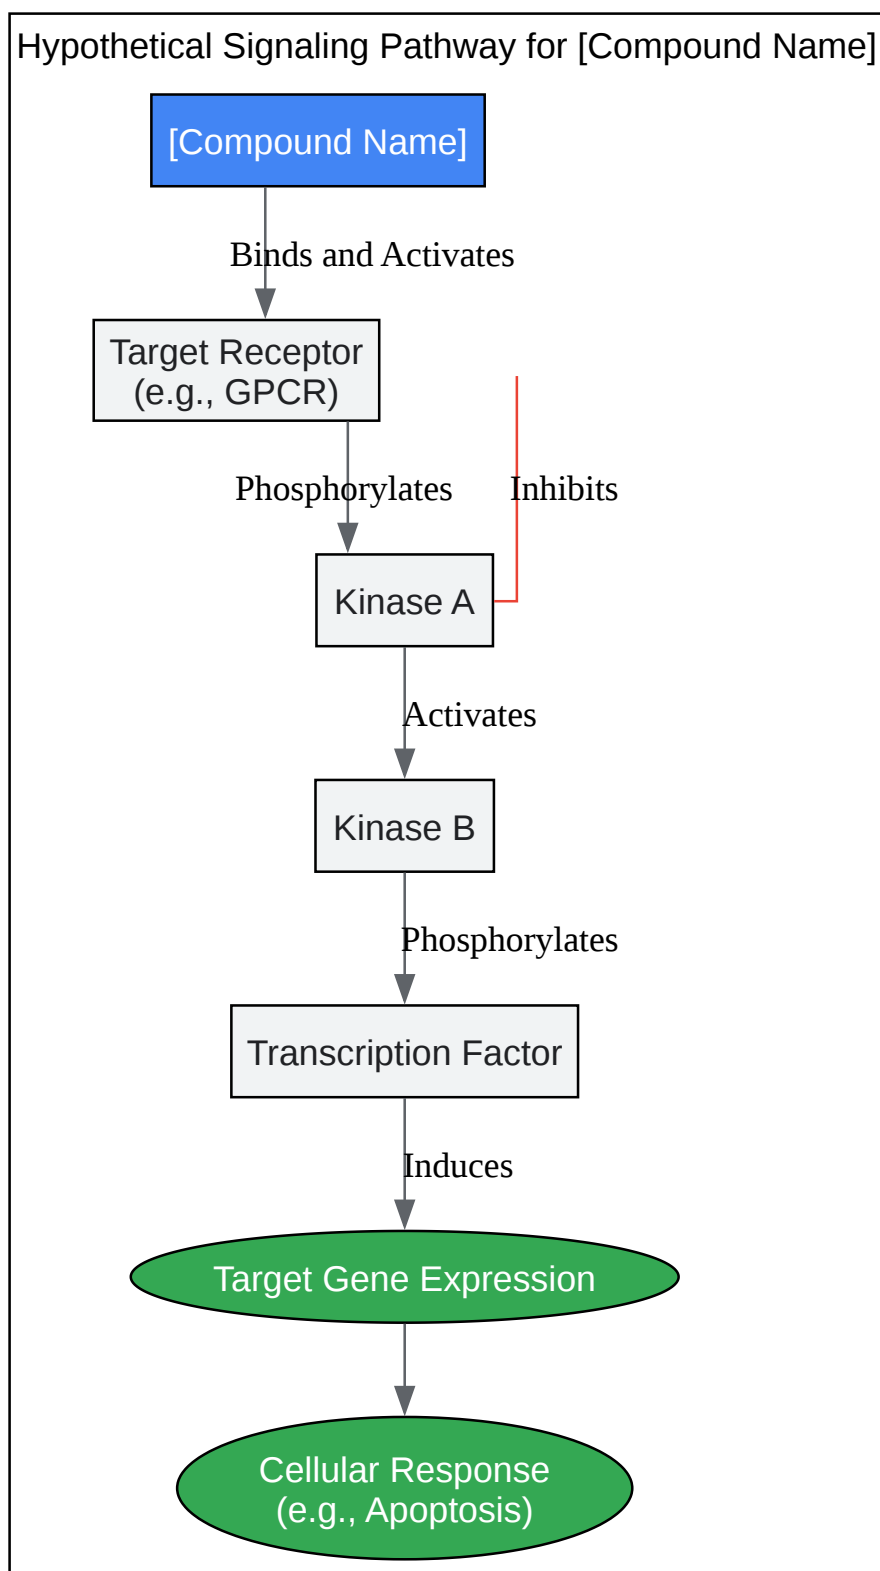 Hypothetical Signaling Pathway for [Compound Name]
[Compound Name]
Binds and Activates
Target Receptor
(e.g., GPCR)
Phosphorylates
Inhibits
Kinase A
Activates
Kinase B
Phosphorylates
Transcription Factor
Induces
Target Gene Expression
Cellular Response
(e.g., Apoptosis)